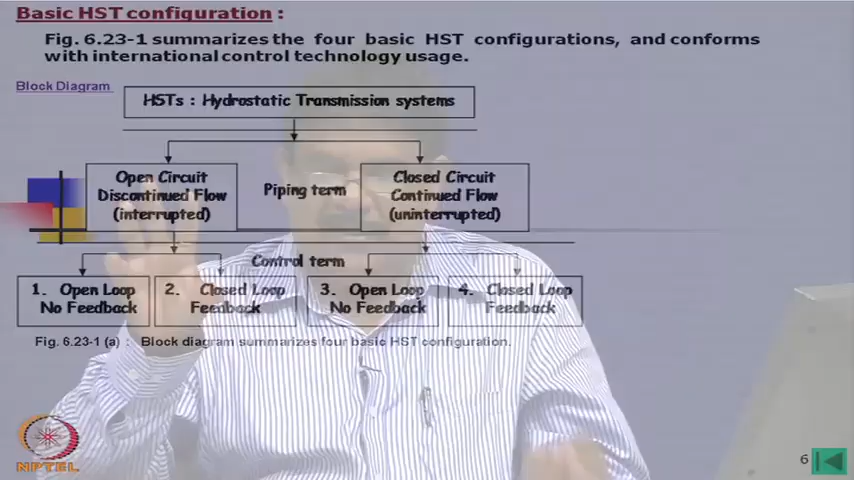 Basic HST configuration :
Fig. 6.23-1 summarizes the four basic HST configurations, and conforms
with international control technology usage.
Block Diagram
HSTs : Hydrostatic Transmission systems
Open Circuit
Discontinued Flow
(interrupted)
Piping term
Closed Circuit
Continued Flow
(uninterrupted)
Control term
1. Open Loop
No Feedback
2. Closed Loop
Feedback
3. Open Loop
No Feedback
4. Closed Loop
Feedback
Fig. 6.23-1 (a) : Block diagram summarizes four basic HST configuration.
NPTEL
6